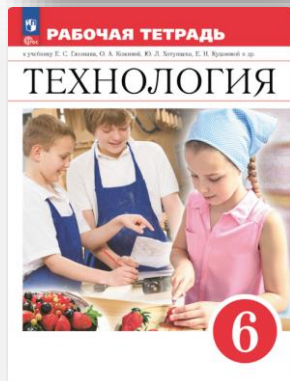 РАБОЧАЯ ТЕТРАДЬ
к учебнику Е. С. Глозмана, О. А. Кожиной, Ю. Л. Хотунцева, Е. Н. Кудаковой и др.
ТЕХНОЛОГИЯ
6